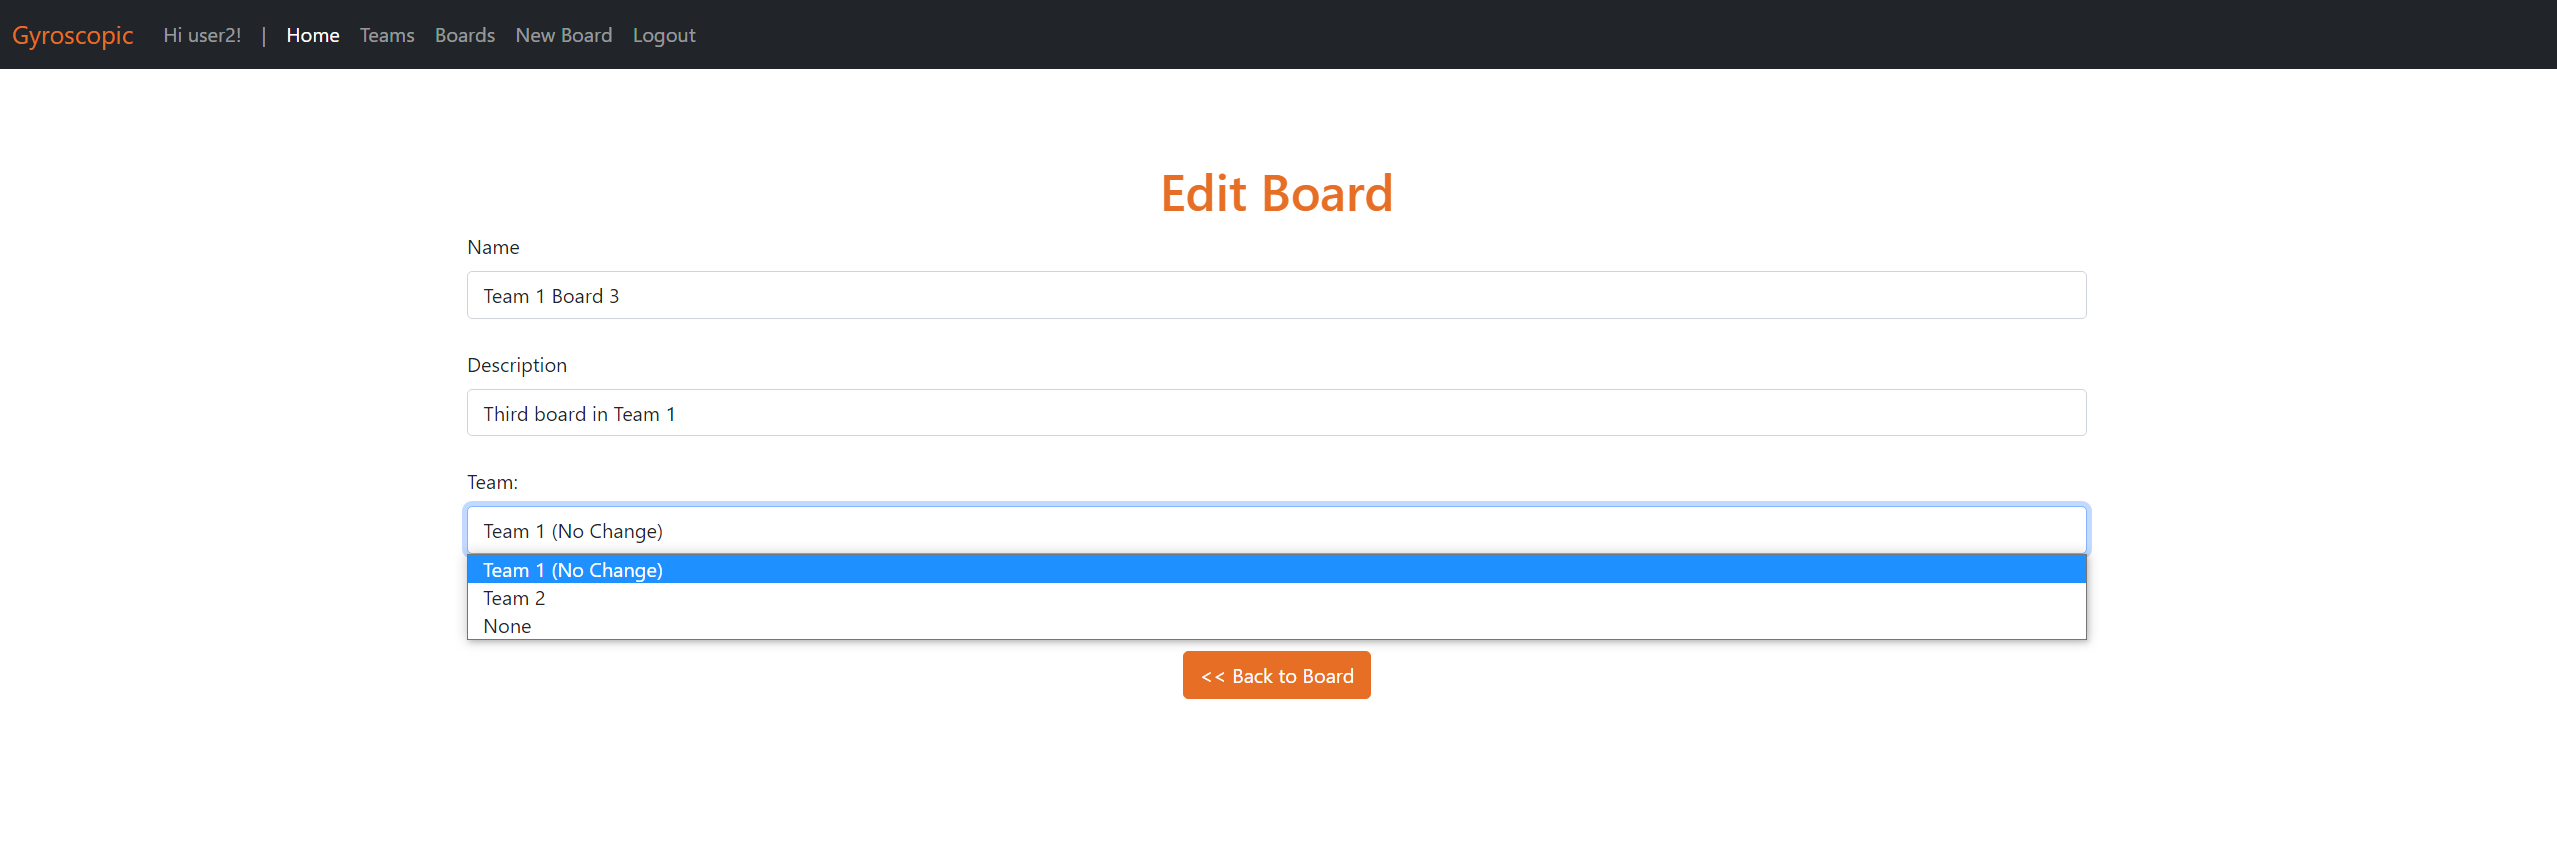 Gyroscopic Hi user2! | Home Teams Boards New Board Logout
Edit Board
Name
Team 1 Board 3
Description
Third board in Team 1
Team:
Team 1 (No Change)
Team 1 (No Change)
Team 2
None
<< Back to Board